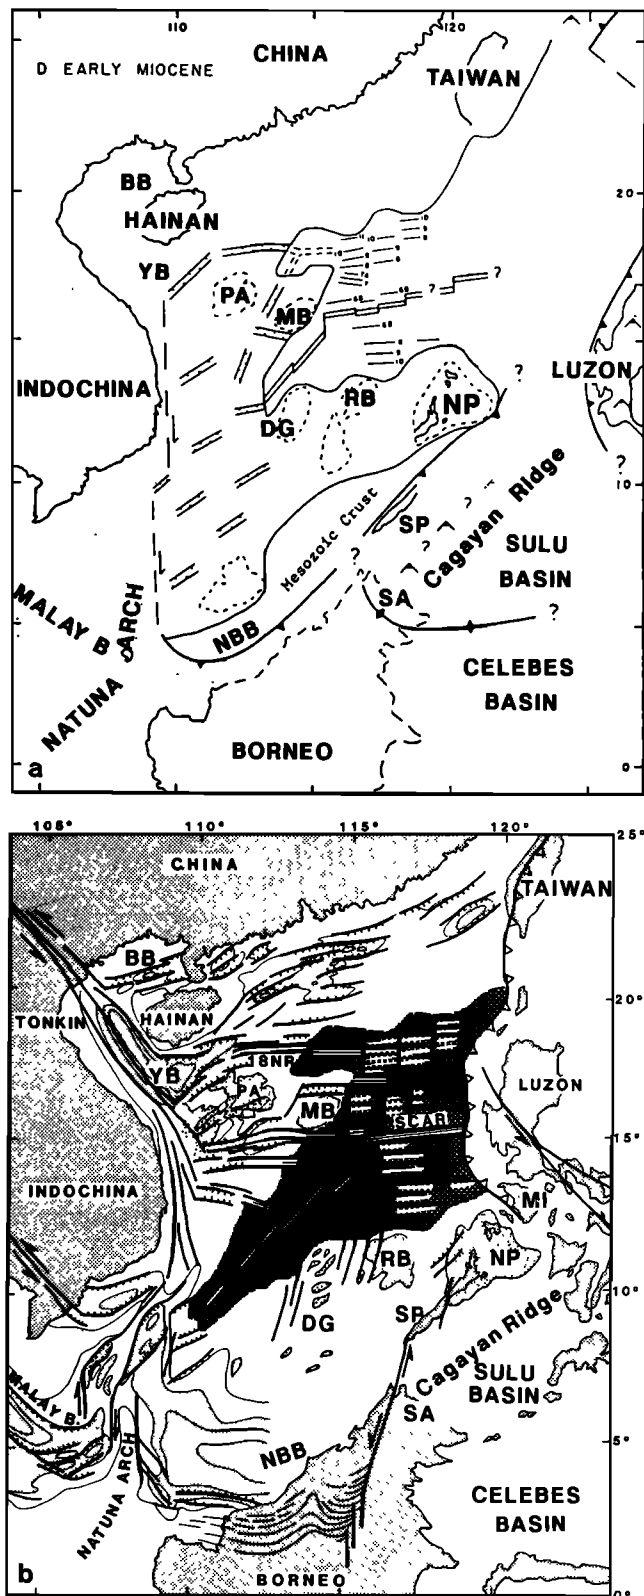 110 120
D EARLY MIOCENE
CHINA
TAIWAN
BB
20
HAINAN
YB
PA
MB
?
?
INDOCHINA
LUZON
RB
DG
NP
?
?
10
Mesozoic Crust
SP
Cagayan Ridge
?
?
?
SULU
BASIN
SA
?
MALAY B
ARCH
NATUNA
NBB
CELEBES
BASIN
BORNEO
a
0
105° 110° 115° 120°
25°
CHINA
TAIWAN
BB
20°
TONKIN
HAINAN
YB
18NR
PA
MB
LUZON
SCAR
15°
INDOCHINA
MI
RB
NP
10°
DG
SP
Cagayan Ridge
SULU
BASIN
MALAY B.
SA
NBB
5°
NATUNA ARCH
CELEBES
BASIN
b
BORNEO
0°